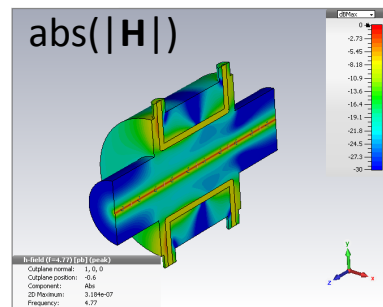 abs(|H|)
dBMax
0
-2.73
-5.45
-8.18
-10.9
-13.6
-16.4
-19.1
-21.8
-24.5
-27.3
-30
h-field (f=4.77) [pb] (peak)
Cutplane normal: 1, 0, 0
Cutplane position: -0.6
Component: Abs
2D Maximum: 3.184e-07
Frequency: 4.77
y
z
x